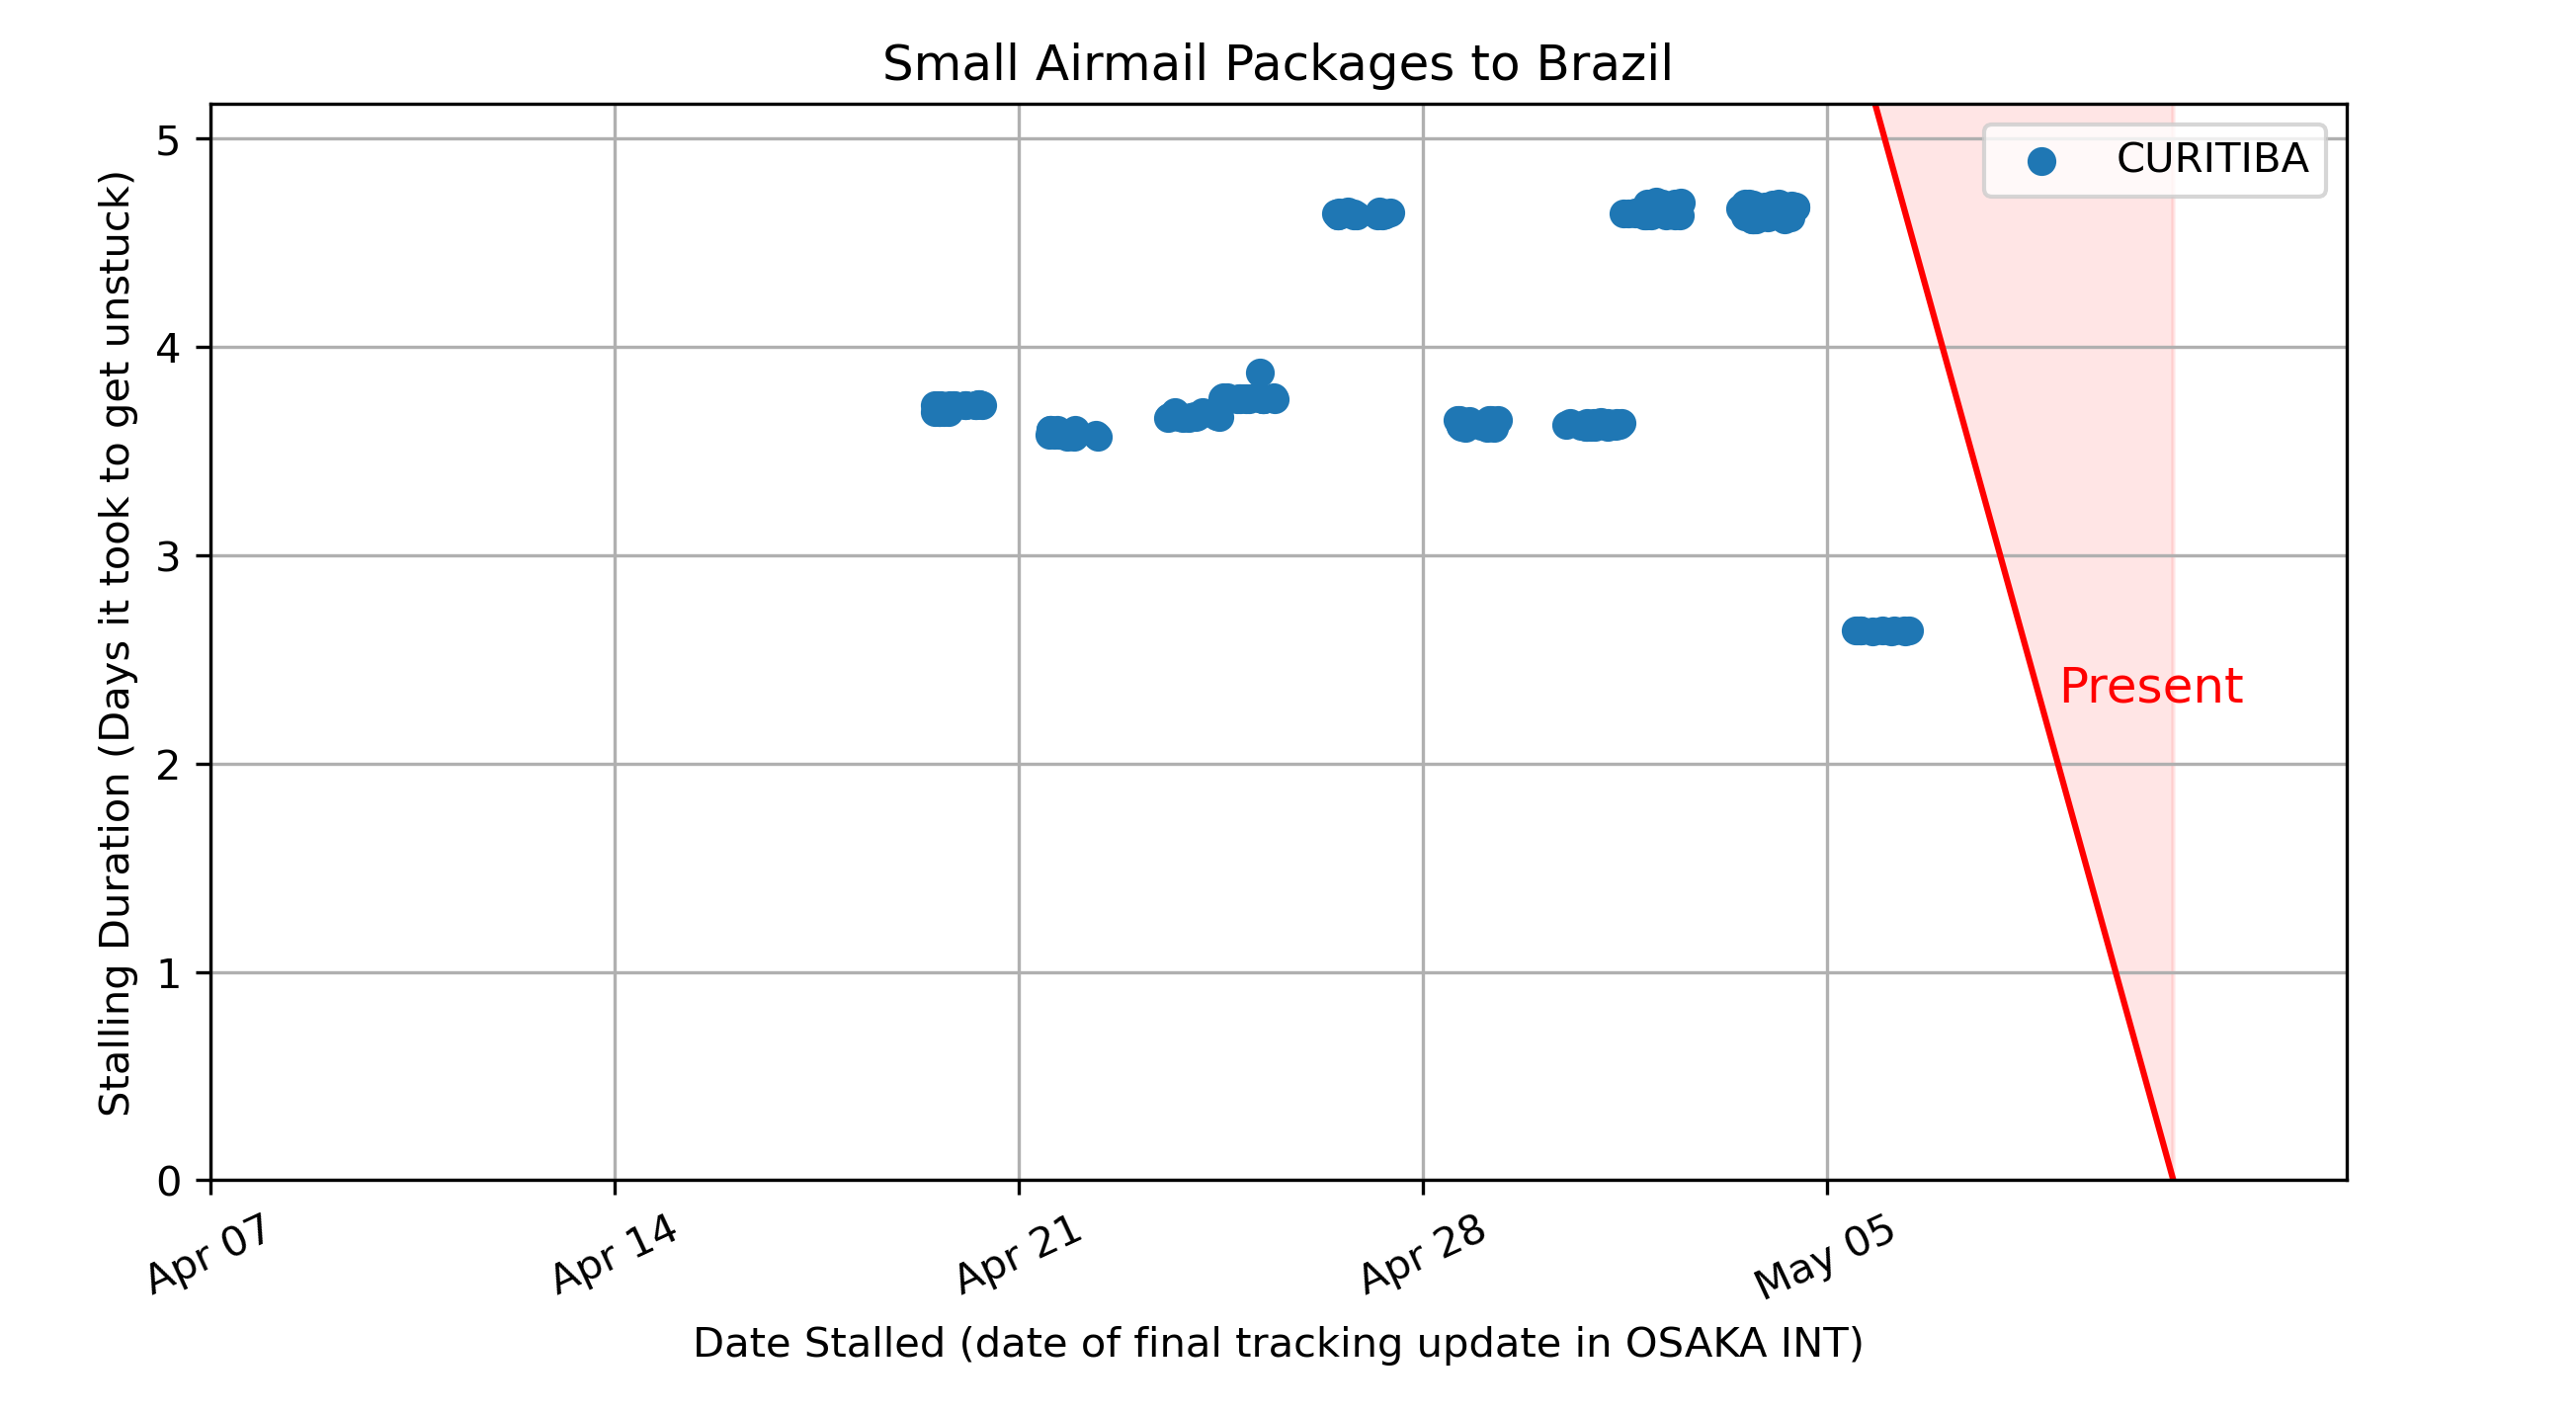 Small Airmail Packages to Brazil
Stalling Duration (Days it took to get unstuck)
5
4
3
2
1
0
CURITIBA
Present
Apr 07
Apr 14
Apr 21
Apr 28
May 05
Date Stalled (date of final tracking update in OSAKA INT)